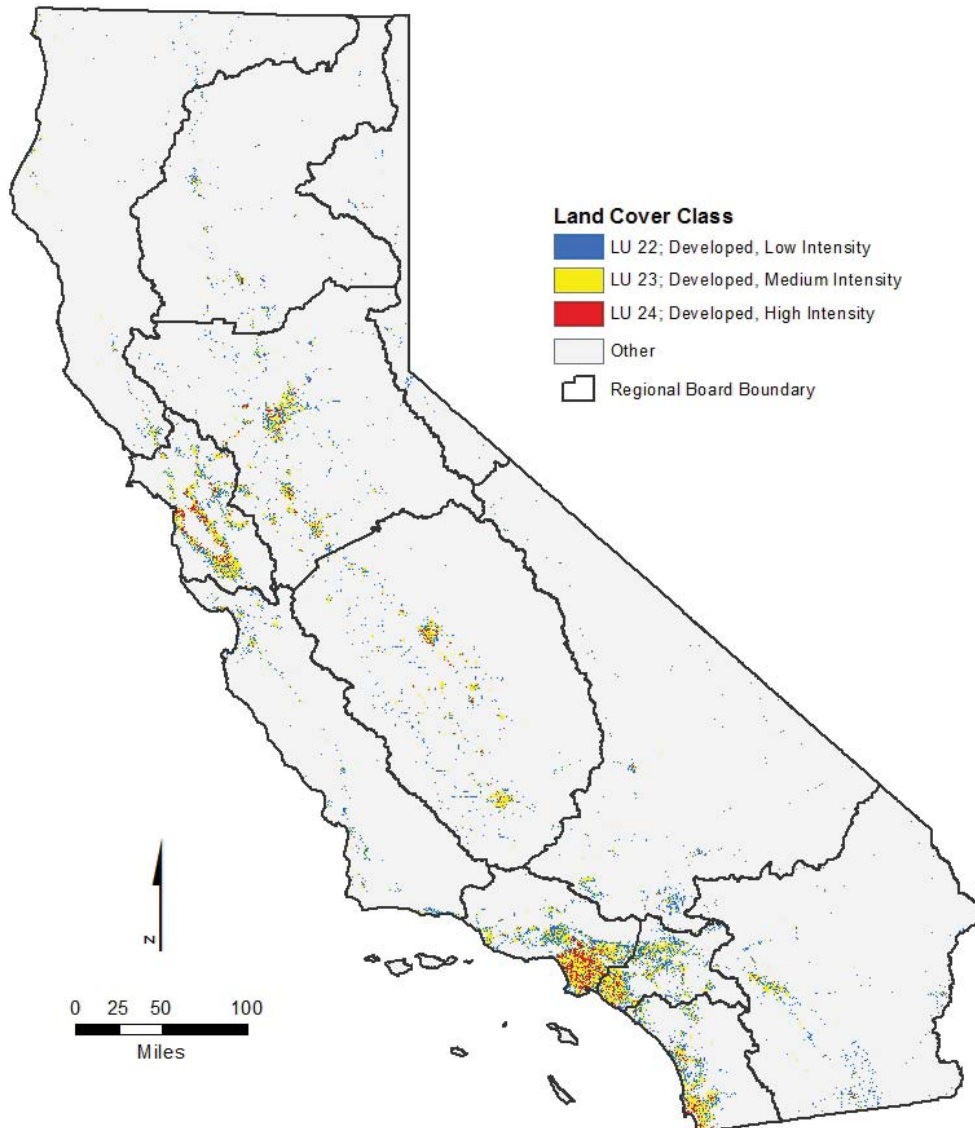 Land Cover Class
LU 22; Developed, Low Intensity
LU 23; Developed, Medium Intensity
LU 24; Developed, High Intensity
Other
Regional Board Boundary
N
0 25 50 100
Miles